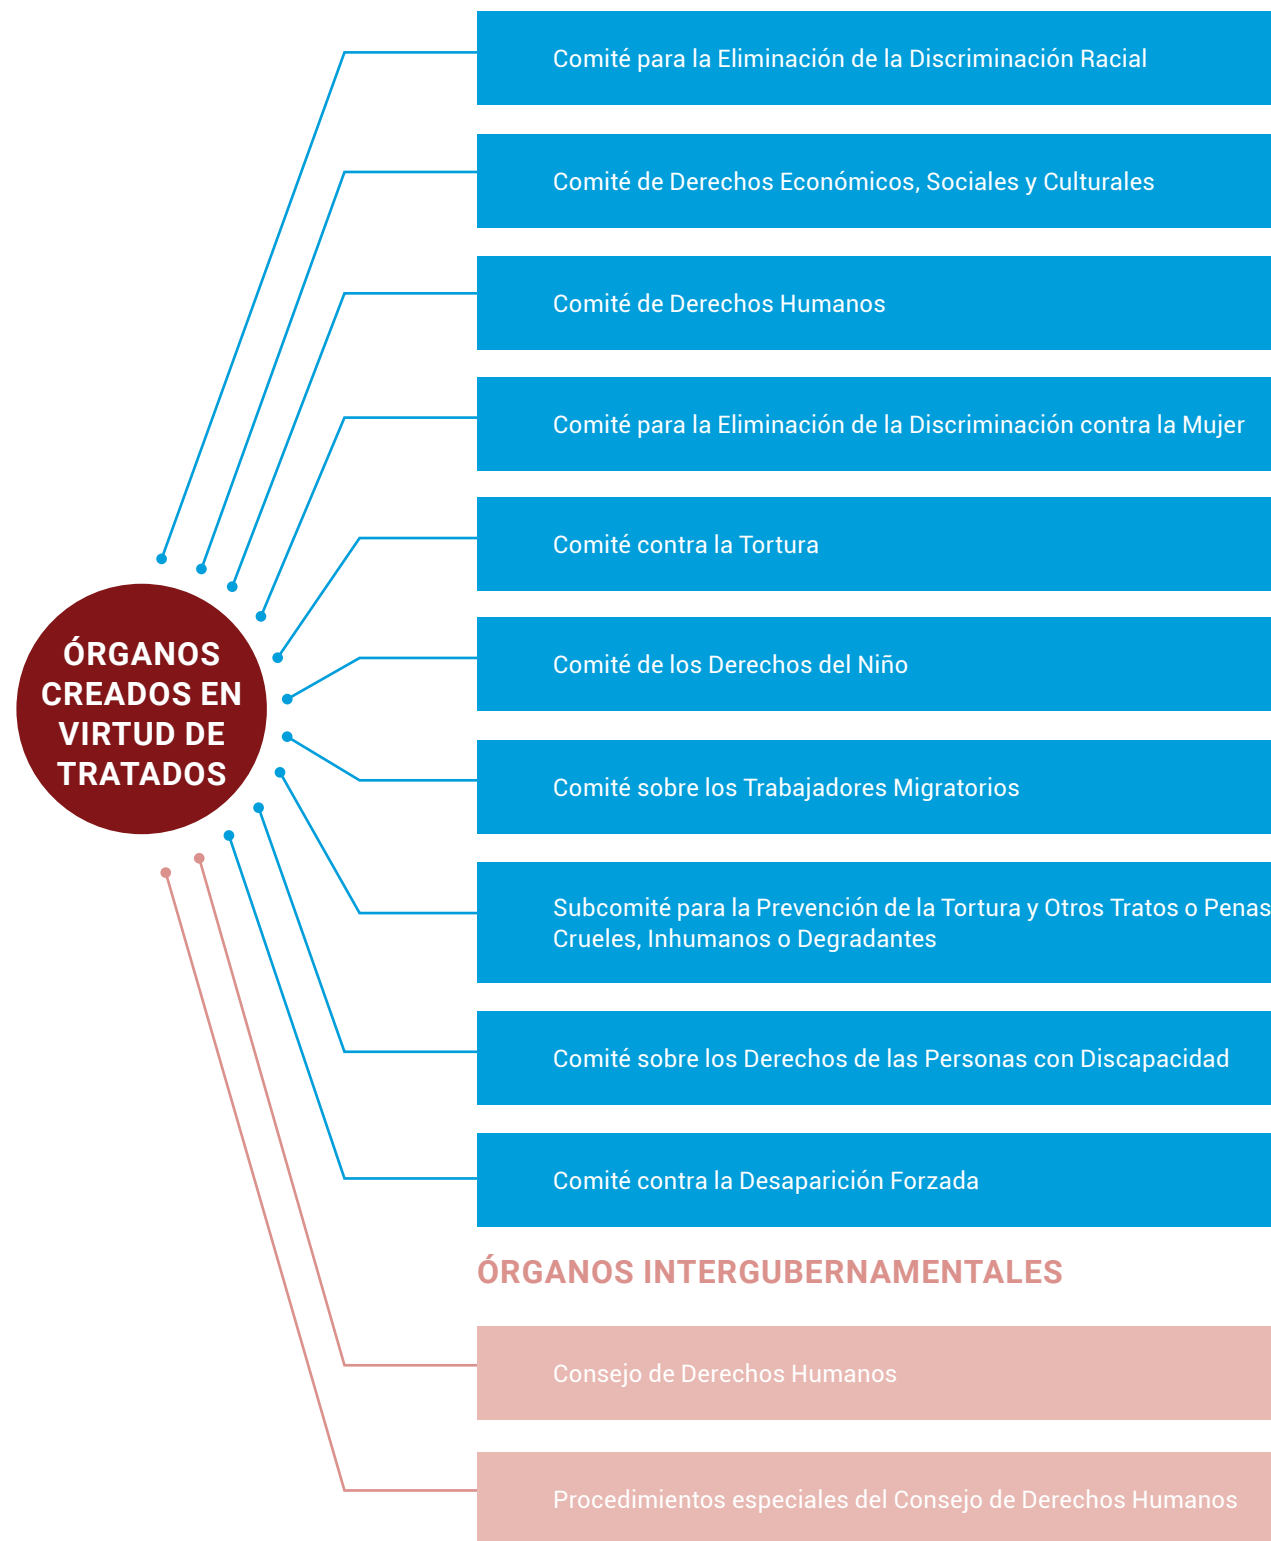 Comité para la Eliminación de la Discriminación Racial
Comité de Derechos Económicos, Sociales y Culturales
Comité de Derechos Humanos
Comité para la Eliminación de la Discriminación contra la Mujer
Comité contra la Tortura
ÓRGANOS
CREADOS EN
VIRTUD DE
TRATADOS
Comité de los Derechos del Niño
Comité sobre los Trabajadores Migratorios
Subcomité para la Prevención de la Tortura y Otros Tratos o Penas
Crueles, Inhumanos o Degradantes
Comité sobre los Derechos de las Personas con Discapacidad
Comité contra la Desaparición Forzada
ÓRGANOS INTERGUBERNAMENTALES
Consejo de Derechos Humanos
Procedimientos especiales del Consejo de Derechos Humanos